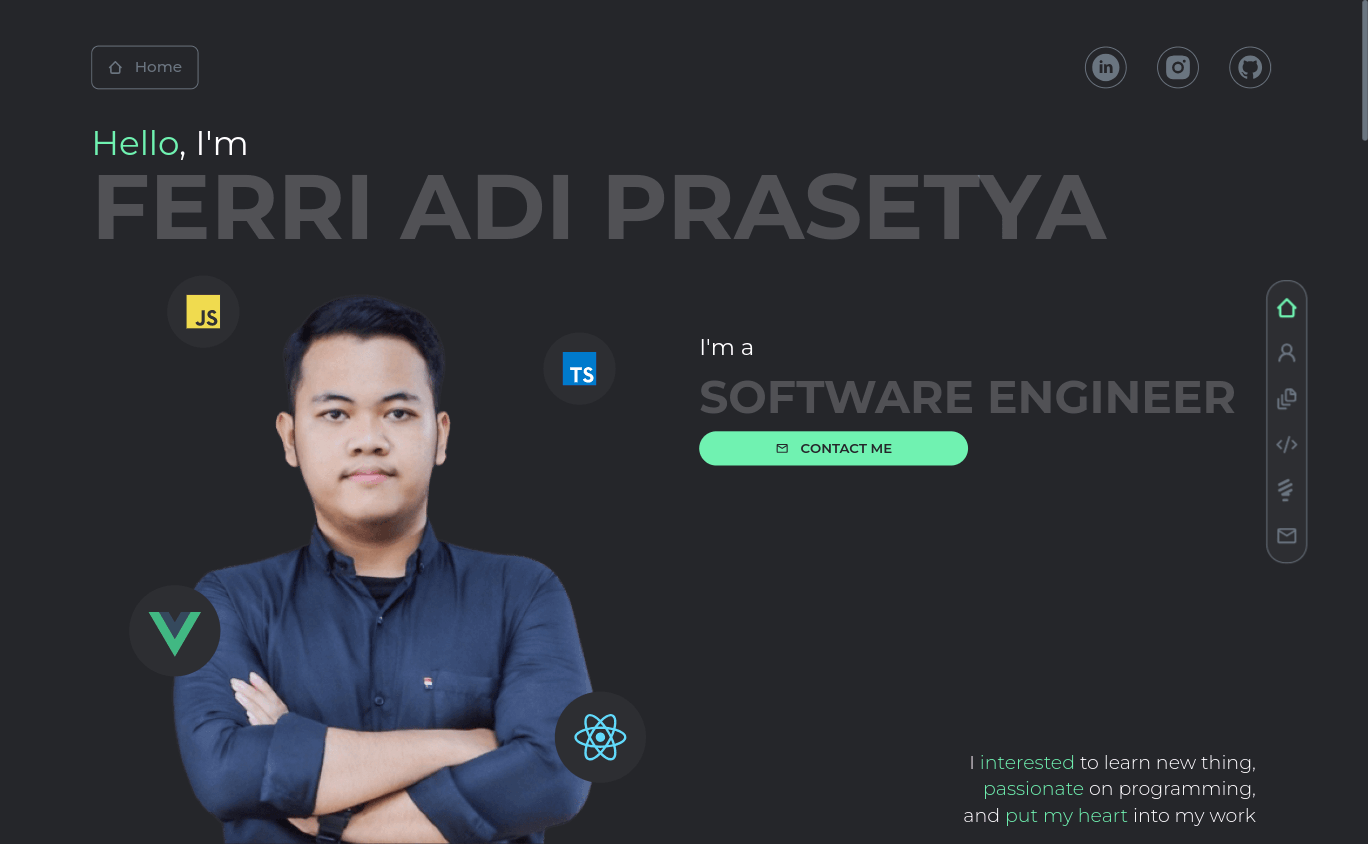 Home
in
Hello, I'm
FERRI ADI PRASETYA
JS
TS
I'm a
SOFTWARE ENGINEER
CONTACT ME
I interested to learn new thing,
passionate on programming,
and put my heart into my work